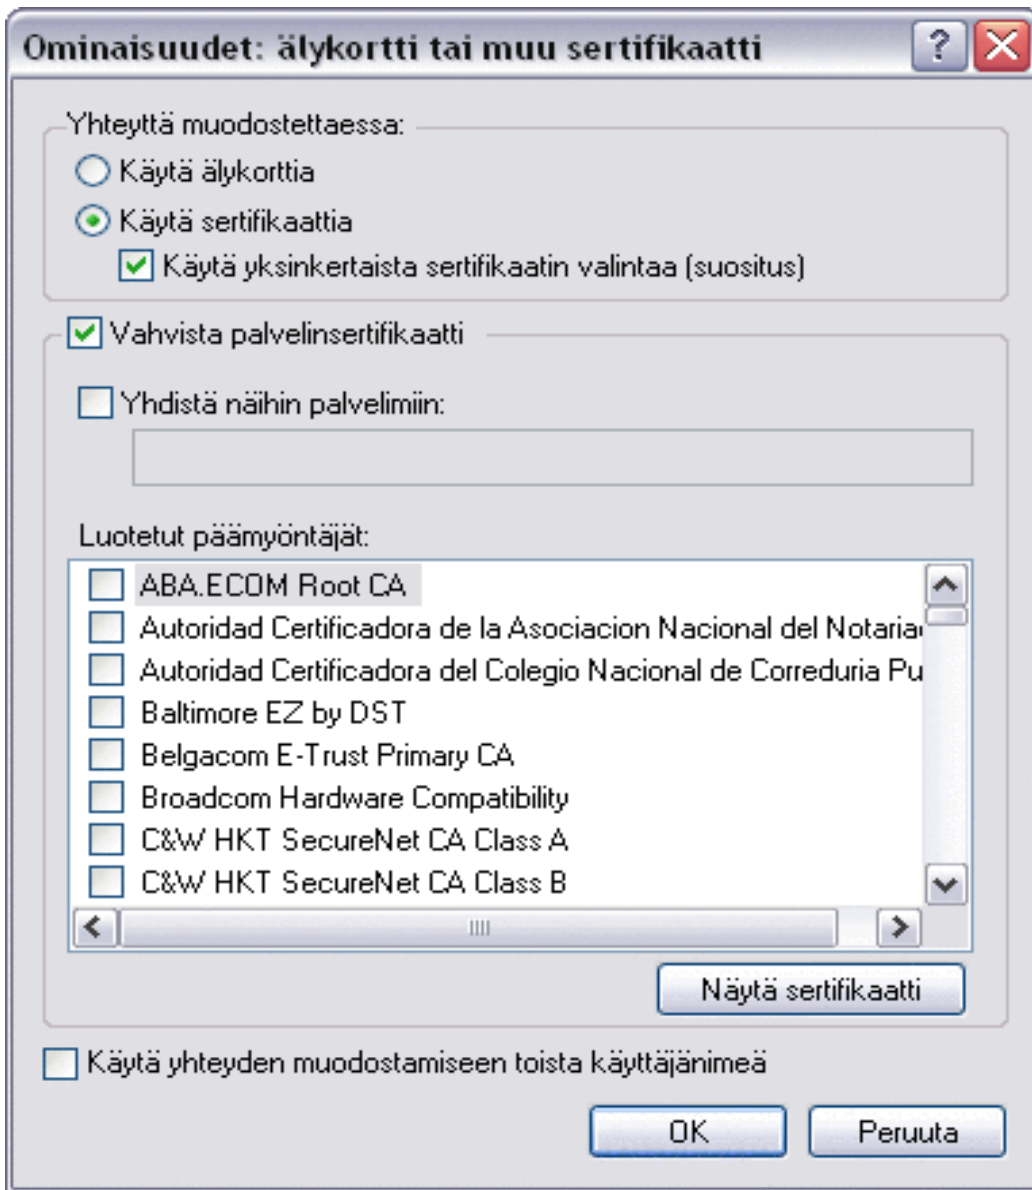 Ominaisuudet: älykortti tai muu sertifikaatti
Yhteyttä muodostettaessa:
Käytä älykorttia
Käytä sertifikaattia
Käytä yksinkertaista sertifikaatin valintaa (suositus)
Vahvista palvelinsertifikaatti
Yhdistä näihin palvelimiin:
Luotetut päämyöntäjät:
ABA.ECOM Root CA
Autoridad Certificadora de la Asociacion Nacional del Notaria
Autoridad Certificadora del Colegio Nacional de Correduria Pu
Baltimore EZ by DST
Belgacom E-Trust Primary CA
Broadcom Hardware Compatibility
C&W HKT SecureNet CA Class A
C&W HKT SecureNet CA Class B
Näytä sertifikaatti
Käytä yhteyden muodostamiseen toista käyttäjänimeä
OK Peruuta